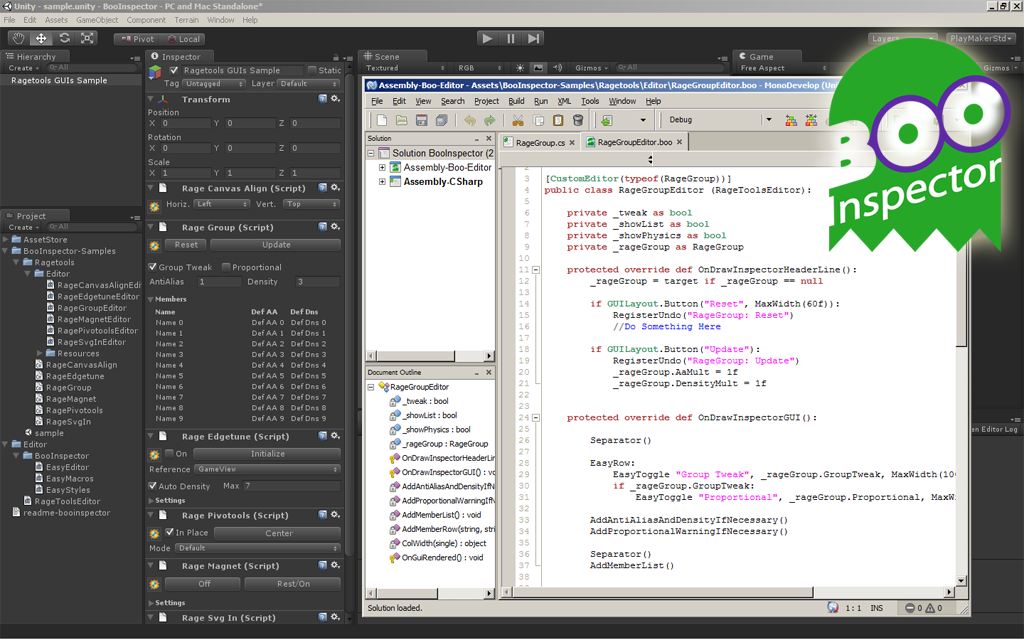 Unity - sample.unity - BooInspector - PC and Mac Standalone*
File Edit Assets GameObject Component Terrain Window Help
Pivot Local
Layers
PlayMakerStd
Hierarchy
Create All
Ragetools GUIs Sample
Project
Create All
AssetStore
BooInspector-Samples
Ragetools
Editor
RageCanvasAlignEdi
RageEdgetuneEditor
RageGroupEditor
RageMagnetEditor
RagePivotoolsEditor
RageSvgInEditor
Resources
RageCanvasAlign
RageEdgetune
RageGroup
RageMagnet
RagePivotools
RageSvgIn
sample
Editor
BooInspector
EasyEditor
EasyMacros
EasyStyles
RageToolsEditor
readme-booinspector
Inspector
Ragetools GUIs Sample Static
Tag Untagged Layer Default
Transform
Position
X 0 Y 0 Z 0
Rotation
X 0 Y 0 Z 0
Scale
X 1 Y 1 Z 1
Rage Canvas Align (Script)
Horiz. Left Vert. Top
Rage Group (Script)
Reset Update
Group Tweak Proportional
AntiAlias 1 Density 3
Members
Name Def AA Def Dns
Name 0 Def AA 0 Def Dns 0
Name 1 Def AA 1 Def Dns 1
Name 2 Def AA 2 Def Dns 2
Name 3 Def AA 3 Def Dns 3
Name 4 Def AA 4 Def Dns 4
Name 5 Def AA 5 Def Dns 5
Name 6 Def AA 6 Def Dns 6
Name 7 Def AA 7 Def Dns 7
Name 8 Def AA 8 Def Dns 8
Name 9 Def AA 9 Def Dns 9
Rage Edgetune (Script)
On Initialize
Reference GameView
Auto Density Max 7
Settings
Rage Pivotools (Script)
In Place Center
Mode Default
Rage Magnet (Script)
Off Rest/On
Settings
Rage Svg In (Script)
Scene
Textured RGB Gizmos All
Game
Free Aspect Gizmos
Assembly-Boo-Editor - Assets\BooInspector-Samples\Ragetools\Editor\RageGroupEditor.boo - MonoDevelop (Un
File Edit View Search Project Build Run XML Tools Window Help
Debug
Solution
Solution BooInspector (2
Assembly-Boo-Editor
Assembly-CSharp
Document Outline
RageGroupEditor
_tweak : bool
_showList : bool
_showPhysics : bool
_rageGroup : RageGroup
OnDrawInspectorHeaderLin
OnDrawInspectorGUI() : vo
AddAntiAliasAndDensityIfN
AddProportionalWarningIfN
AddMemberList() : void
AddMemberRow(string, stri
ColWidth(single) : object
OnGuiRendered() : void
RageGroup.cs RageGroupEditor.boo
3 [CustomEditor(typeof(RageGroup))]
4 public class RageGroupEditor (RageToolsEditor):
5
6 private _tweak as bool
7 private _showList as bool
8 private _showPhysics as bool
9 private _rageGroup as RageGroup
10
11 protected override def OnDrawInspectorHeaderLine():
12 _rageGroup = target if _rageGroup == null
13
14 if GUILayout.Button("Reset", MaxWidth(60f)):
15 RegisterUndo("RageGroup: Reset")
16 //Do Something Here
17
18 if GUILayout.Button("Update"):
19 RegisterUndo("RageGroup: Update")
20 _rageGroup.AaMult = 1f
21 _rageGroup.DensityMult = 1f
22
23
24 protected override def OnDrawInspectorGUI():
25
26 Separator()
27
28 EasyRow:
29 EasyToggle "Group Tweak", _rageGroup.GroupTweak, MaxWidth(100
30 if _rageGroup.GroupTweak:
31 EasyToggle "Proportional", _rageGroup.Proportional, MaxW
32
33 AddAntiAliasAndDensityIfNecessary()
34 AddProportionalWarningIfNecessary()
35
36 Separator()
37 AddMemberList()
38
Solution loaded.
1 : 1 INS 0 0
en Editor Log
BOO
Inspector